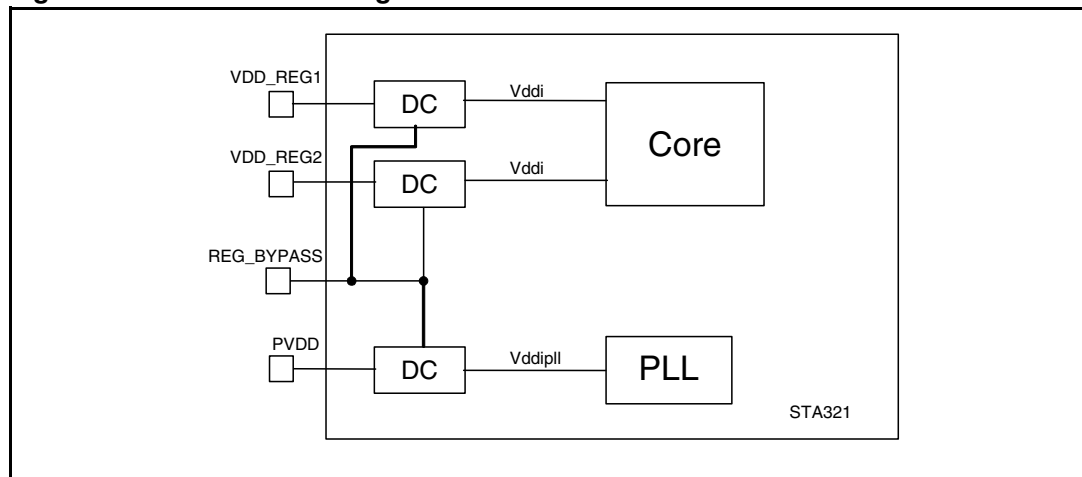 VDD_REG1
DC
Vddi
Core
VDD_REG2
DC
Vddi
REG_BYPASS
PVDD
DC
Vddipll
PLL
STA321